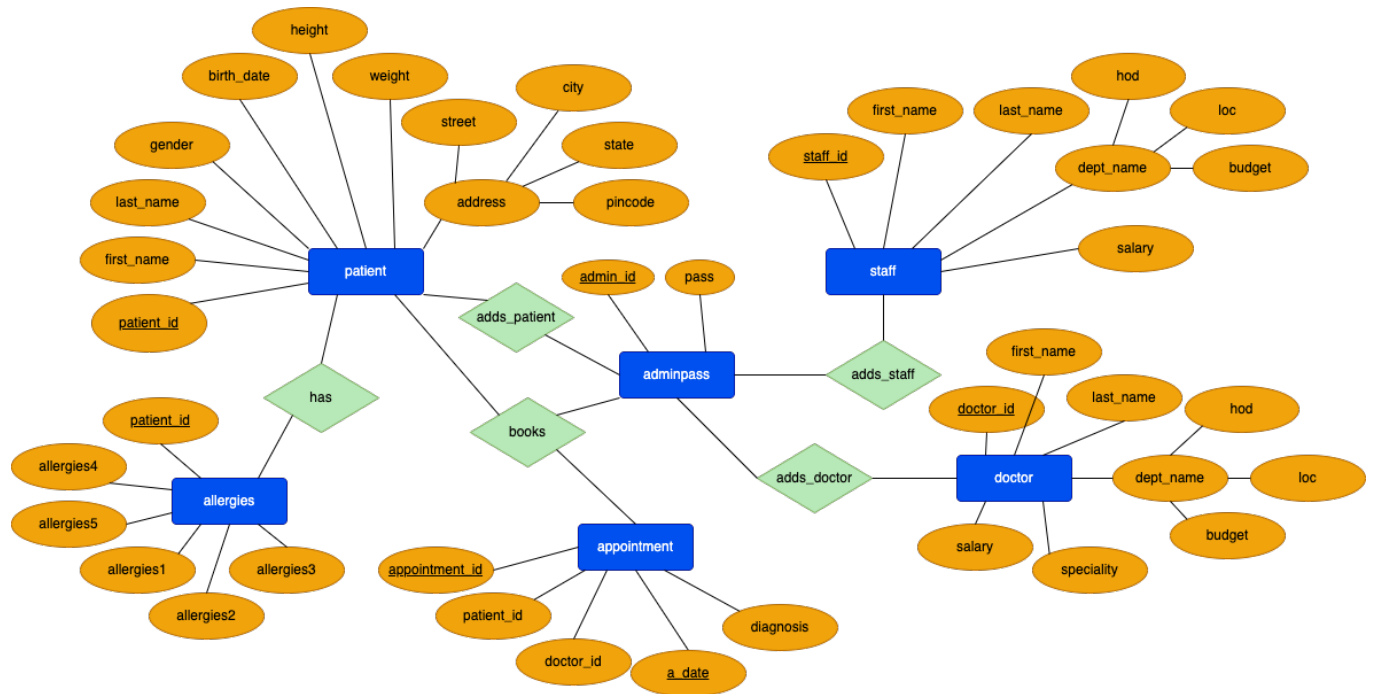 height
birth_date
weight
city
hod
street
first_name
last_name
loc
gender
state
staff_id
dept_name
budget
last_name
address
pincode
first_name
patient
admin_id
pass
staff
salary
patient_id
adds_patient
first_name
adminpass
adds_staff
has
last_name
patient_id
books
doctor_id
hod
allergies4
adds_doctor
doctor
dept_name
loc
allergies
allergies5
appointment
salary
budget
allergies1
allergies3
appointment_id
speciality
allergies2
patient_id
diagnosis
doctor_id
a_date